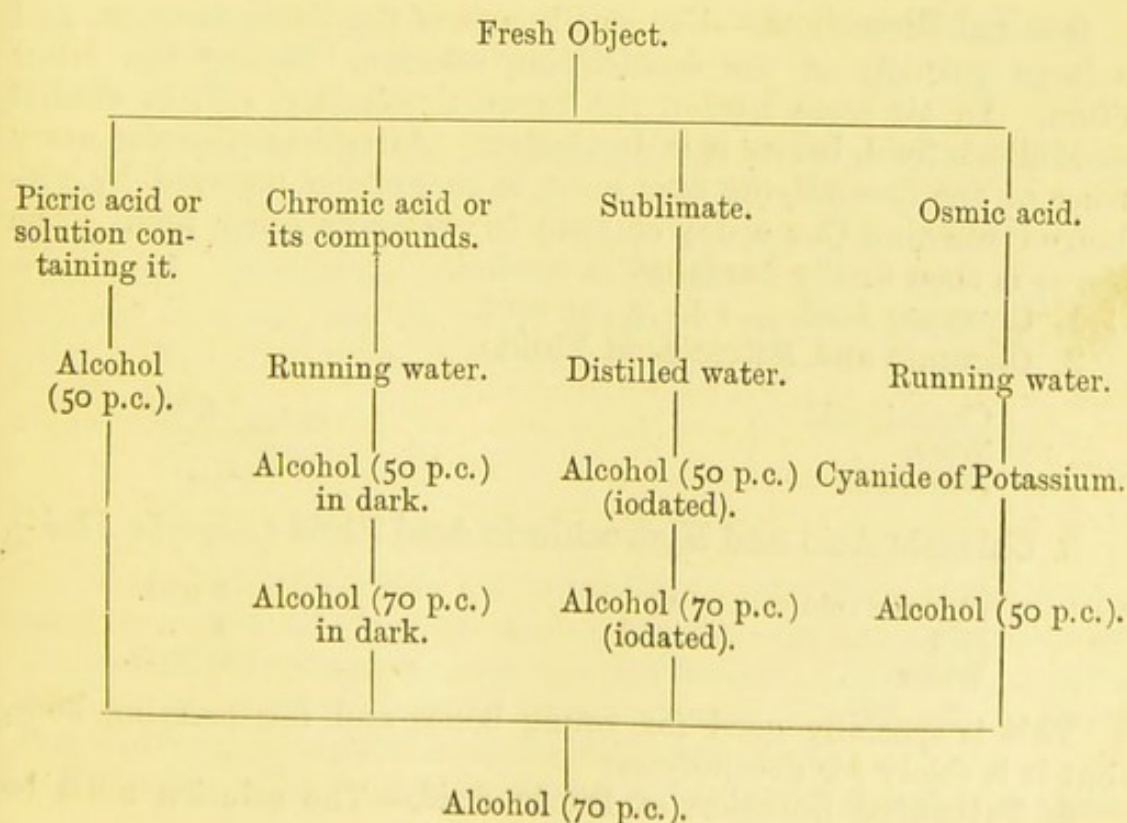 Fresh Object.
Picric acid or
solution con-
taining it.
Chromic acid or
its compounds.
Sublimate.
Osmic acid.
Alcohol
(50 p.c.).
Running water.
Distilled water.
Running water.
Alcohol (50 p.c.)
in dark.
Alcohol (50 p.c.)
(iodated).
Cyanide of Potassium.
Alcohol (70 p.c.)
in dark.
Alcohol (70 p.c.)
(iodated).
Alcohol (50 p.c.).
Alcohol (70 p.c.).